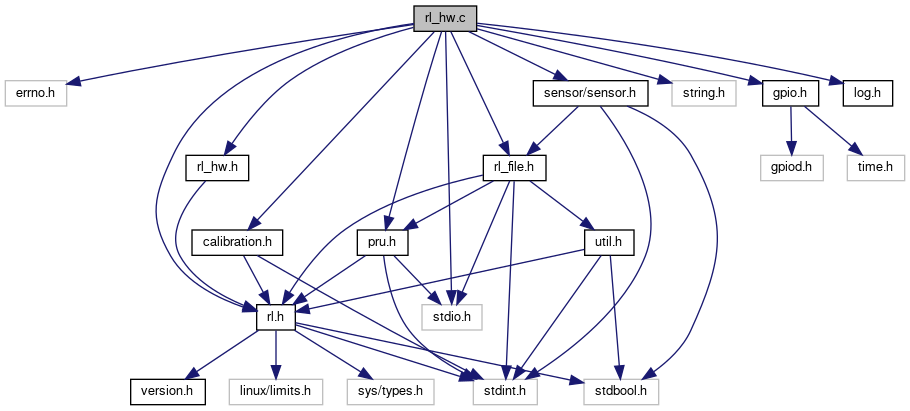 rl_hw.c
errno.h
sensor/sensor.h
string.h
gpio.h
log.h
rl_hw.h
rl_file.h
gpiod.h
time.h
calibration.h
pru.h
util.h
rl.h
stdio.h
version.h
linux/limits.h
sys/types.h
stdint.h
stdbool.h